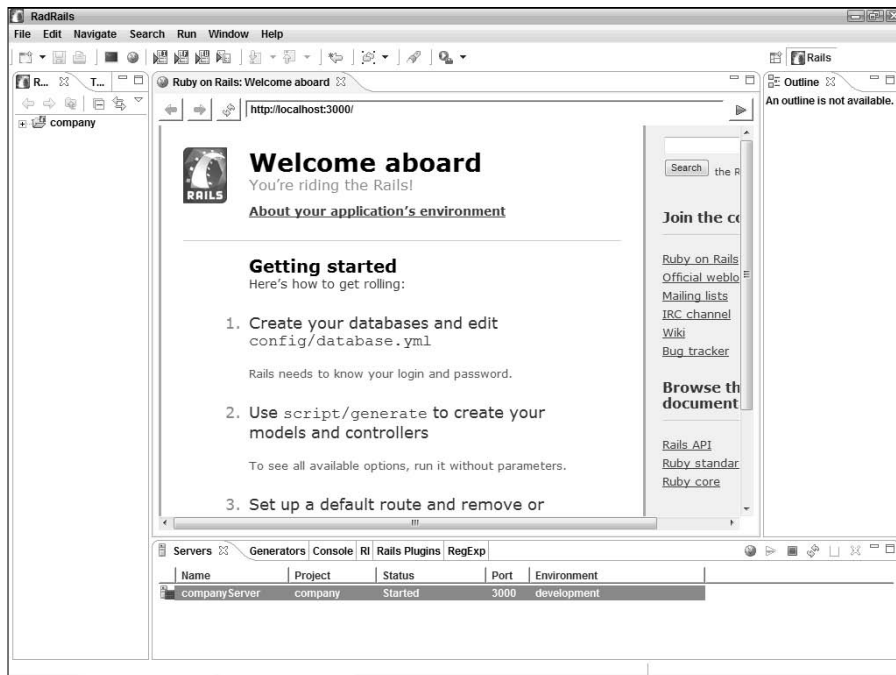 RadRails
File Edit Navigate Search Run Window Help
Rails
R... T...
company
Ruby on Rails: Welcome aboard
http://localhost:3000/
RAILS
Welcome aboard
You're riding the Rails!
About your application's environment
Getting started
Here's how to get rolling:
1. Create your databases and edit
config/database.yml
Rails needs to know your login and password.
2. Use script/generate to create your
models and controllers
To see all available options, run it without parameters.
3. Set up a default route and remove or
Search the R
Join the co
Ruby on Rails
Official weblo
Mailing lists
IRC channel
Wiki
Bug tracker
Browse th
document
Rails API
Ruby standar
Ruby core
Outline
An outline is not available.
Servers Generators Console RI Rails Plugins RegExp
Name Project Status Port Environment
companyServer company Started 3000 development